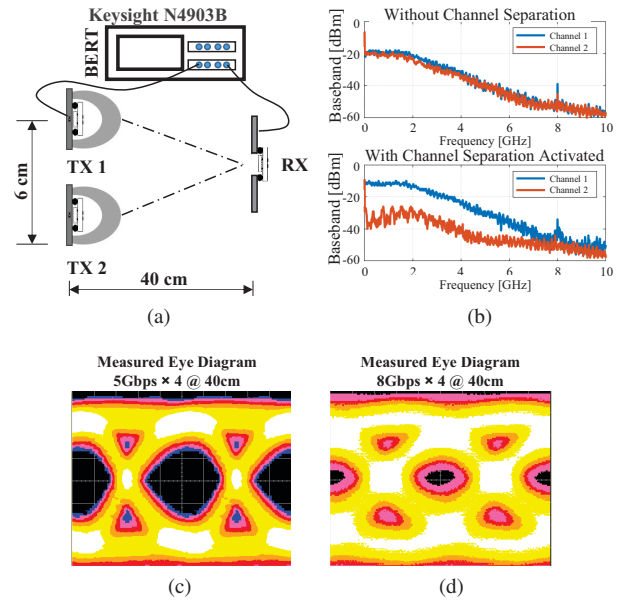 Keysight N4903B
BERT
TX 1
TX 2
RX
6 cm
40 cm
(a)
Without Channel Separation
Baseband [dBm]
0
-20
-40
-60
Channel 1
Channel 2
0 2 4 6 8 10
Frequency [GHz]
With Channel Separation Activated
Baseband [dBm]
0
-20
-40
-60
Channel 1
Channel 2
0 2 4 6 8 10
Frequency [GHz]
(b)
Measured Eye Diagram
5Gbps × 4 @ 40cm
(c)
Measured Eye Diagram
8Gbps × 4 @ 40cm
(d)